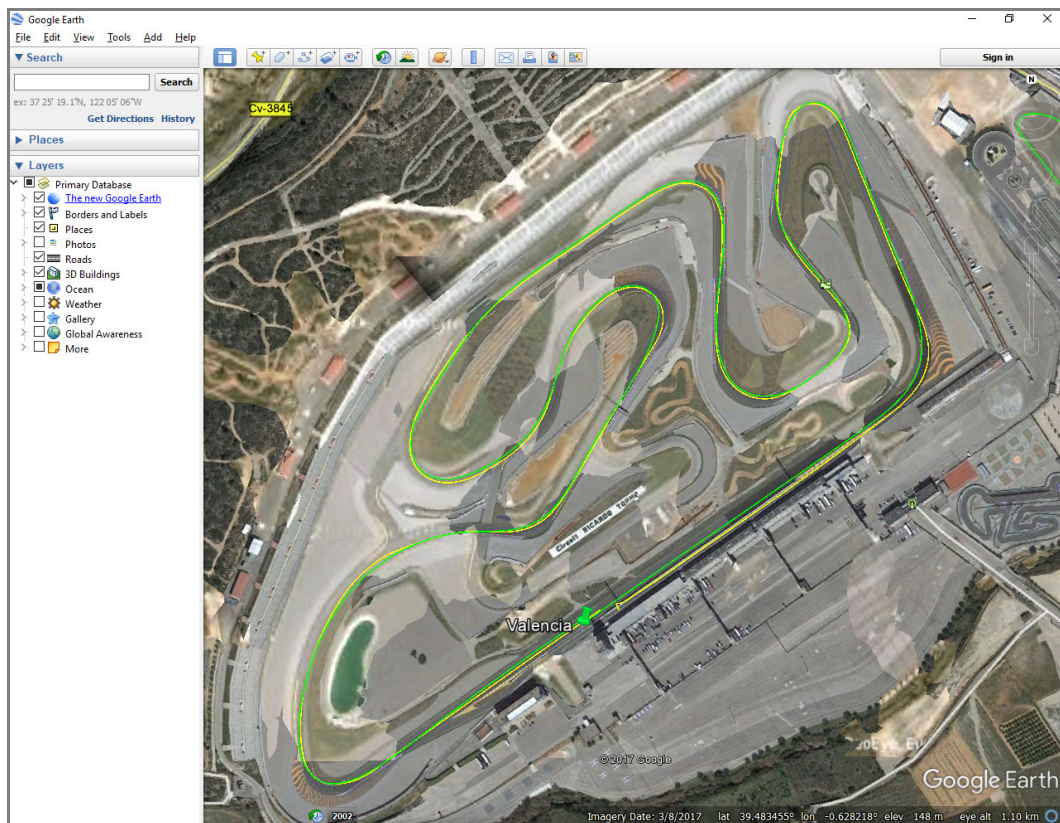 Google Earth
File Edit View Tools Add Help
Search
Sign in
Search
ex: 37 25' 19.1"N, 122 05' 06"W
Get Directions History
Places
Layers
Primary Database
The new Google Earth
Borders and Labels
Places
Photos
Roads
3D Buildings
Ocean
Weather
Gallery
Global Awareness
More
Cv-3845
N
Circuit RICARDO TORMO
Valencia
© 2017 Google
Google Earth
2002
Imagery Date: 3/8/2017 lat 39.483455° lon -0.628218° elev 148 m eye alt 1.10 km